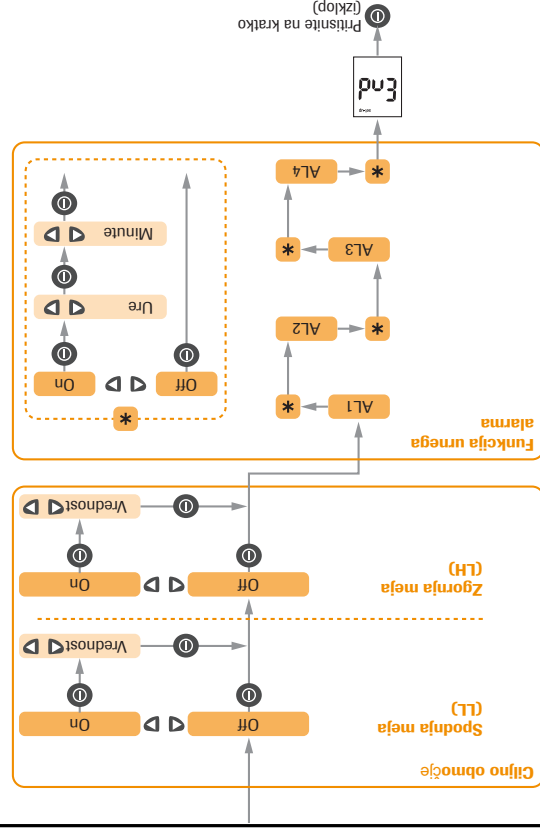 Ciljno območje
Spodnja meja
(LL)
Off
On
Vrednost
Zgornja meja
(LH)
Off
On
Vrednost
Funkcija urnega
alarma
AL1
*
AL2
*
*
AL3
*
AL4
*
*
Off
On
Ure
Minute
End
Pritisnite na kratko
(izklop)